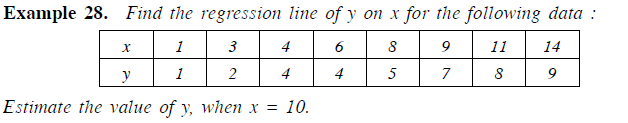 Example 28. Find the regression line of y on x for the following data :
x 1 3 4 6 8 9 11 14
y 1 2 4 4 5 7 8 9
Estimate the value of y, when x = 10.